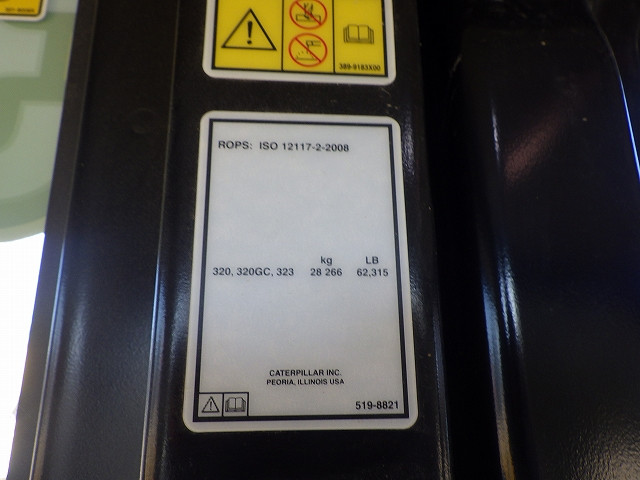 389-9183X00
ROPS: ISO 12117-2-2008
kg LB
320, 320GC, 323 28 266 62,315
CATERPILLAR INC.
PEORIA, ILLINOIS USA
519-8821